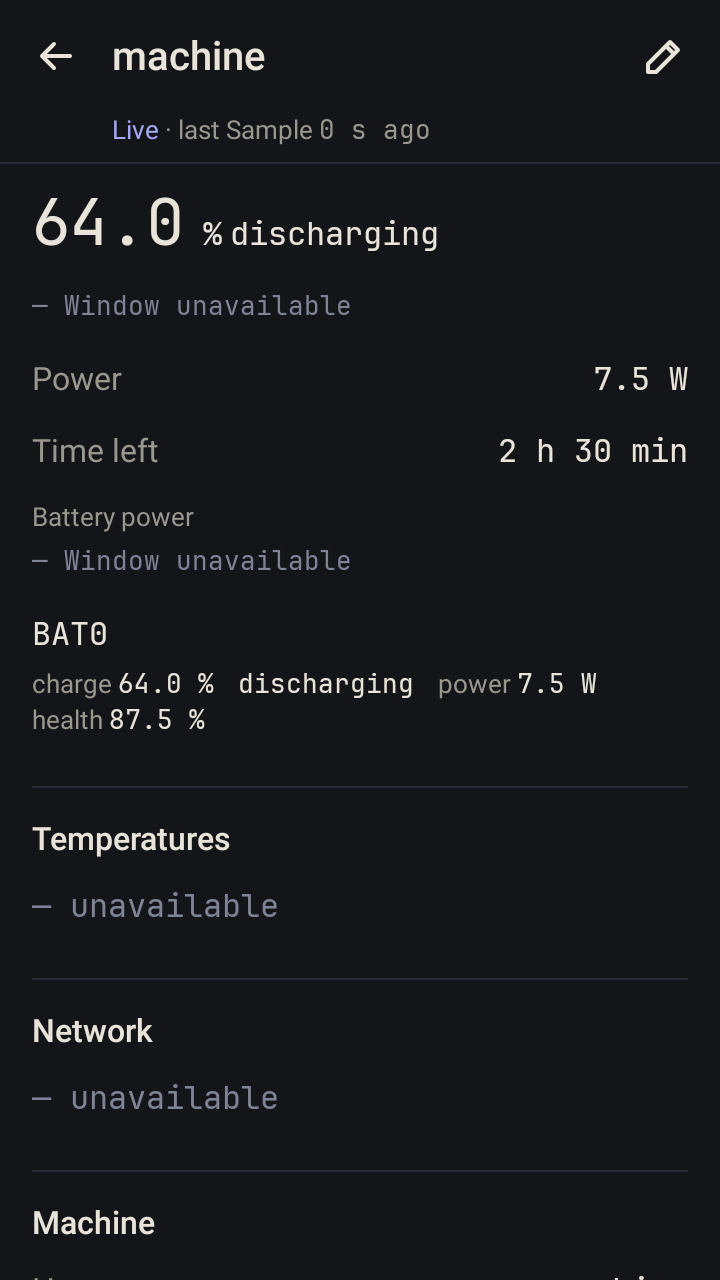 machine
Live · last Sample 0 s ago
64.0 % discharging
— Window unavailable
Power 7.5 W
Time left 2 h 30 min
Battery power
— Window unavailable
BAT0
charge 64.0 % discharging power 7.5 W
health 87.5 %
Temperatures
— unavailable
Network
— unavailable
Machine